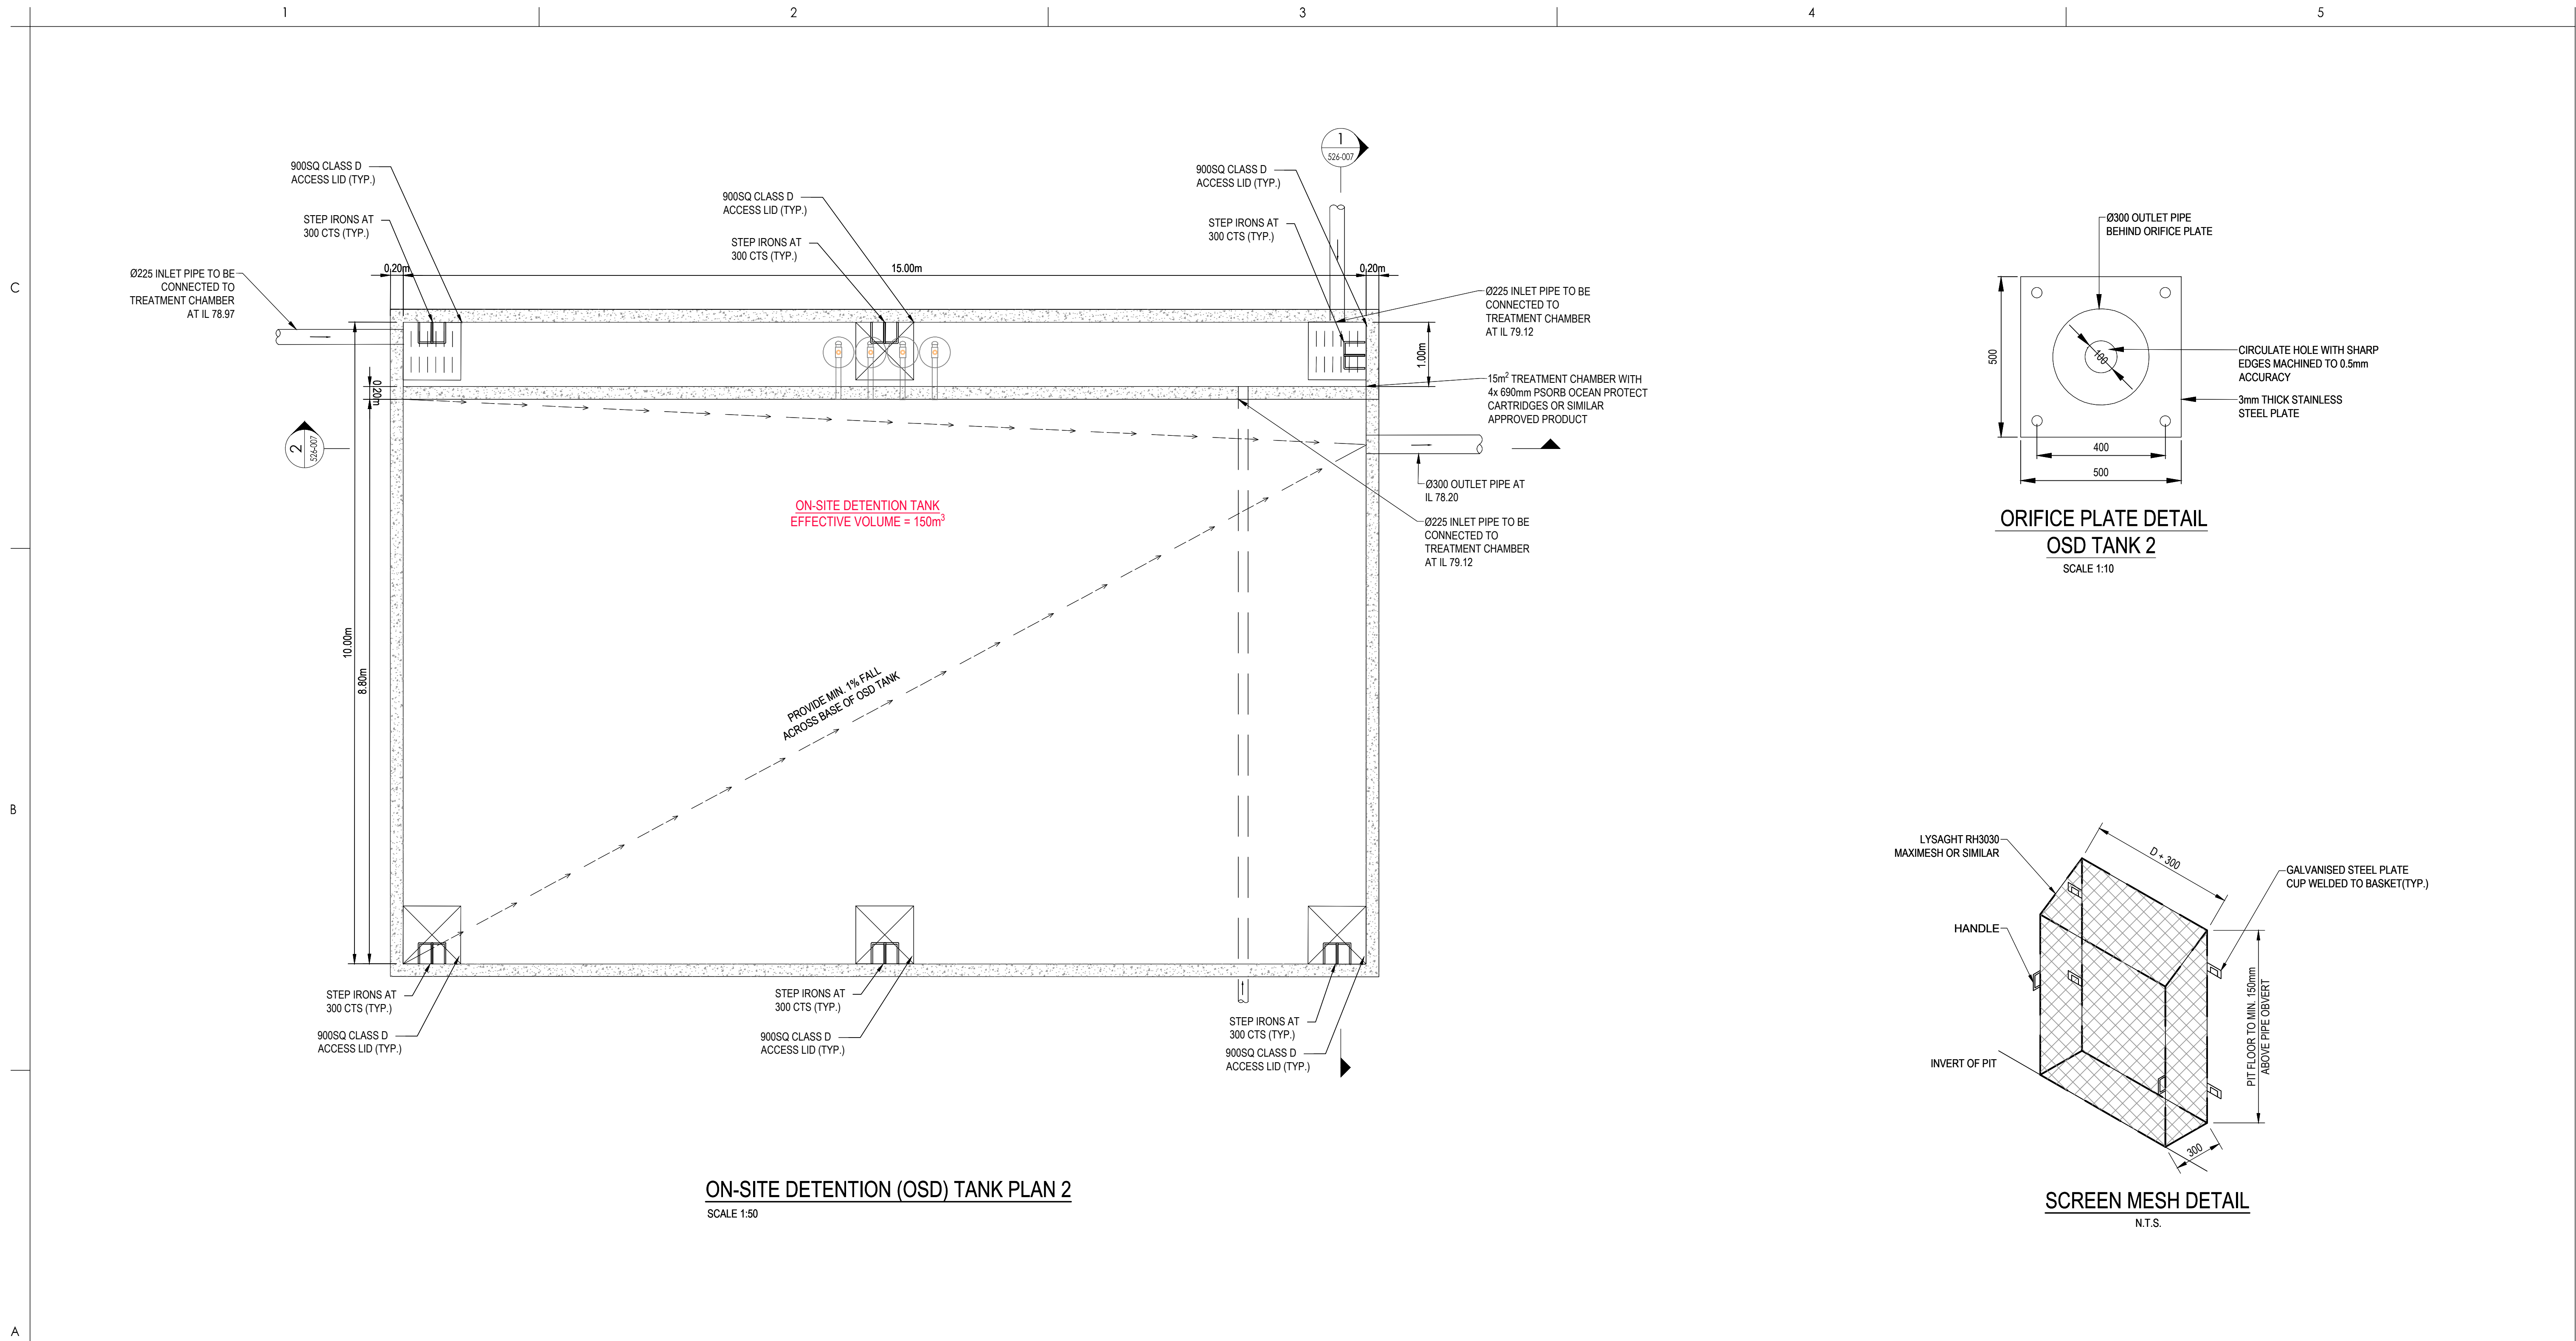 1
2
3
4
5
C
B
A
900SQ CLASS D
ACCESS LID (TYP.)
STEP IRONS AT
300 CTS (TYP.)
900SQ CLASS D
ACCESS LID (TYP.)
STEP IRONS AT
300 CTS (TYP.)
900SQ CLASS D
ACCESS LID (TYP.)
STEP IRONS AT
300 CTS (TYP.)
1
526-007
Ø225 INLET PIPE TO BE
CONNECTED TO
TREATMENT CHAMBER
AT IL 78.97
0.20m
15.00m
0.20m
Ø225 INLET PIPE TO BE
CONNECTED TO
TREATMENT CHAMBER
AT IL 79.12
1.00m
15m² TREATMENT CHAMBER WITH
4x 690mm PSORB OCEAN PROTECT
CARTRIDGES OR SIMILAR
APPROVED PRODUCT
0.20m
2
526-007
ON-SITE DETENTION TANK
EFFECTIVE VOLUME = 150m³
Ø300 OUTLET PIPE AT
IL 78.20
Ø225 INLET PIPE TO BE
CONNECTED TO
TREATMENT CHAMBER
AT IL 79.12
10.00m
8.80m
PROVIDE MIN. 1% FALL
ACROSS BASE OF OSD TANK
STEP IRONS AT
300 CTS (TYP.)
900SQ CLASS D
ACCESS LID (TYP.)
STEP IRONS AT
300 CTS (TYP.)
900SQ CLASS D
ACCESS LID (TYP.)
STEP IRONS AT
300 CTS (TYP.)
900SQ CLASS D
ACCESS LID (TYP.)
ON-SITE DETENTION (OSD) TANK PLAN 2
SCALE 1:50
Ø300 OUTLET PIPE
BEHIND ORIFICE PLATE
500
100
CIRCULATE HOLE WITH SHARP
EDGES MACHINED TO 0.5mm
ACCURACY
3mm THICK STAINLESS
STEEL PLATE
400
500
ORIFICE PLATE DETAIL
OSD TANK 2
SCALE 1:10
LYSAGHT RH3030
MAXIMESH OR SIMILAR
D + 300
GALVANISED STEEL PLATE
CUP WELDED TO BASKET(TYP.)
HANDLE
PIT FLOOR TO MIN. 150mm
ABOVE PIPE OBVERT
INVERT OF PIT
300
SCREEN MESH DETAIL
N.T.S.